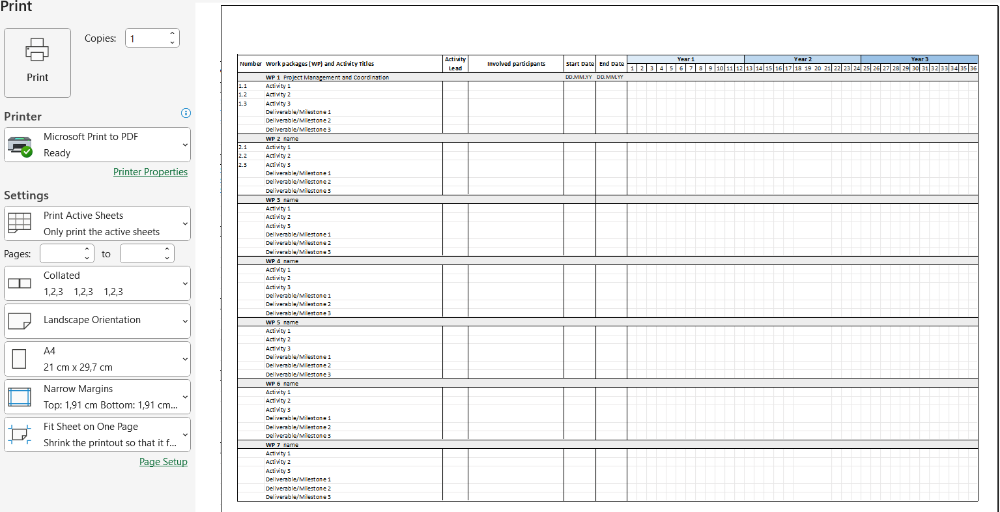 Print
Copies: 1
Print
Printer
Microsoft Print to PDF
Ready
Printer Properties
Settings
Print Active Sheets
Only print the active sheets
Pages: to
Collated
1,2,3 1,2,3 1,2,3
Landscape Orientation
A4
21 cm x 29,7 cm
Narrow Margins
Top: 1,91 cm Bottom: 1,91 cm...
Fit Sheet on One Page
Shrink the printout so that it f...
Page Setup
Number Work packages (WP) and Activity Titles Activity Lead Involved participants Start Date End Date Year 1 Year 2 Year 3
1 2 3 4 5 6 7 8 9 10 11 12 13 14 15 16 17 18 19 20 21 22 23 24 25 26 27 28 29 30 31 32 33 34 35 36
WP 1 Project Management and Coordination DD.MM.YY DD.MM.YY
1.1 Activity 1
1.2 Activity 2
1.3 Activity 3
Deliverable/Milestone 1
Deliverable/Milestone 2
Deliverable/Milestone 3
WP 2 name
2.1 Activity 1
2.2 Activity 2
2.3 Activity 3
Deliverable/Milestone 1
Deliverable/Milestone 2
Deliverable/Milestone 3
WP 3 name
Activity 1
Activity 2
Activity 3
Deliverable/Milestone 1
Deliverable/Milestone 2
Deliverable/Milestone 3
WP 4 name
Activity 1
Activity 2
Activity 3
Deliverable/Milestone 1
Deliverable/Milestone 2
Deliverable/Milestone 3
WP 5 name
Activity 1
Activity 2
Activity 3
Deliverable/Milestone 1
Deliverable/Milestone 2
Deliverable/Milestone 3
WP 6 name
Activity 1
Activity 2
Activity 3
Deliverable/Milestone 1
Deliverable/Milestone 2
Deliverable/Milestone 3
WP 7 name
Activity 1
Activity 2
Activity 3
Deliverable/Milestone 1
Deliverable/Milestone 2
Deliverable/Milestone 3